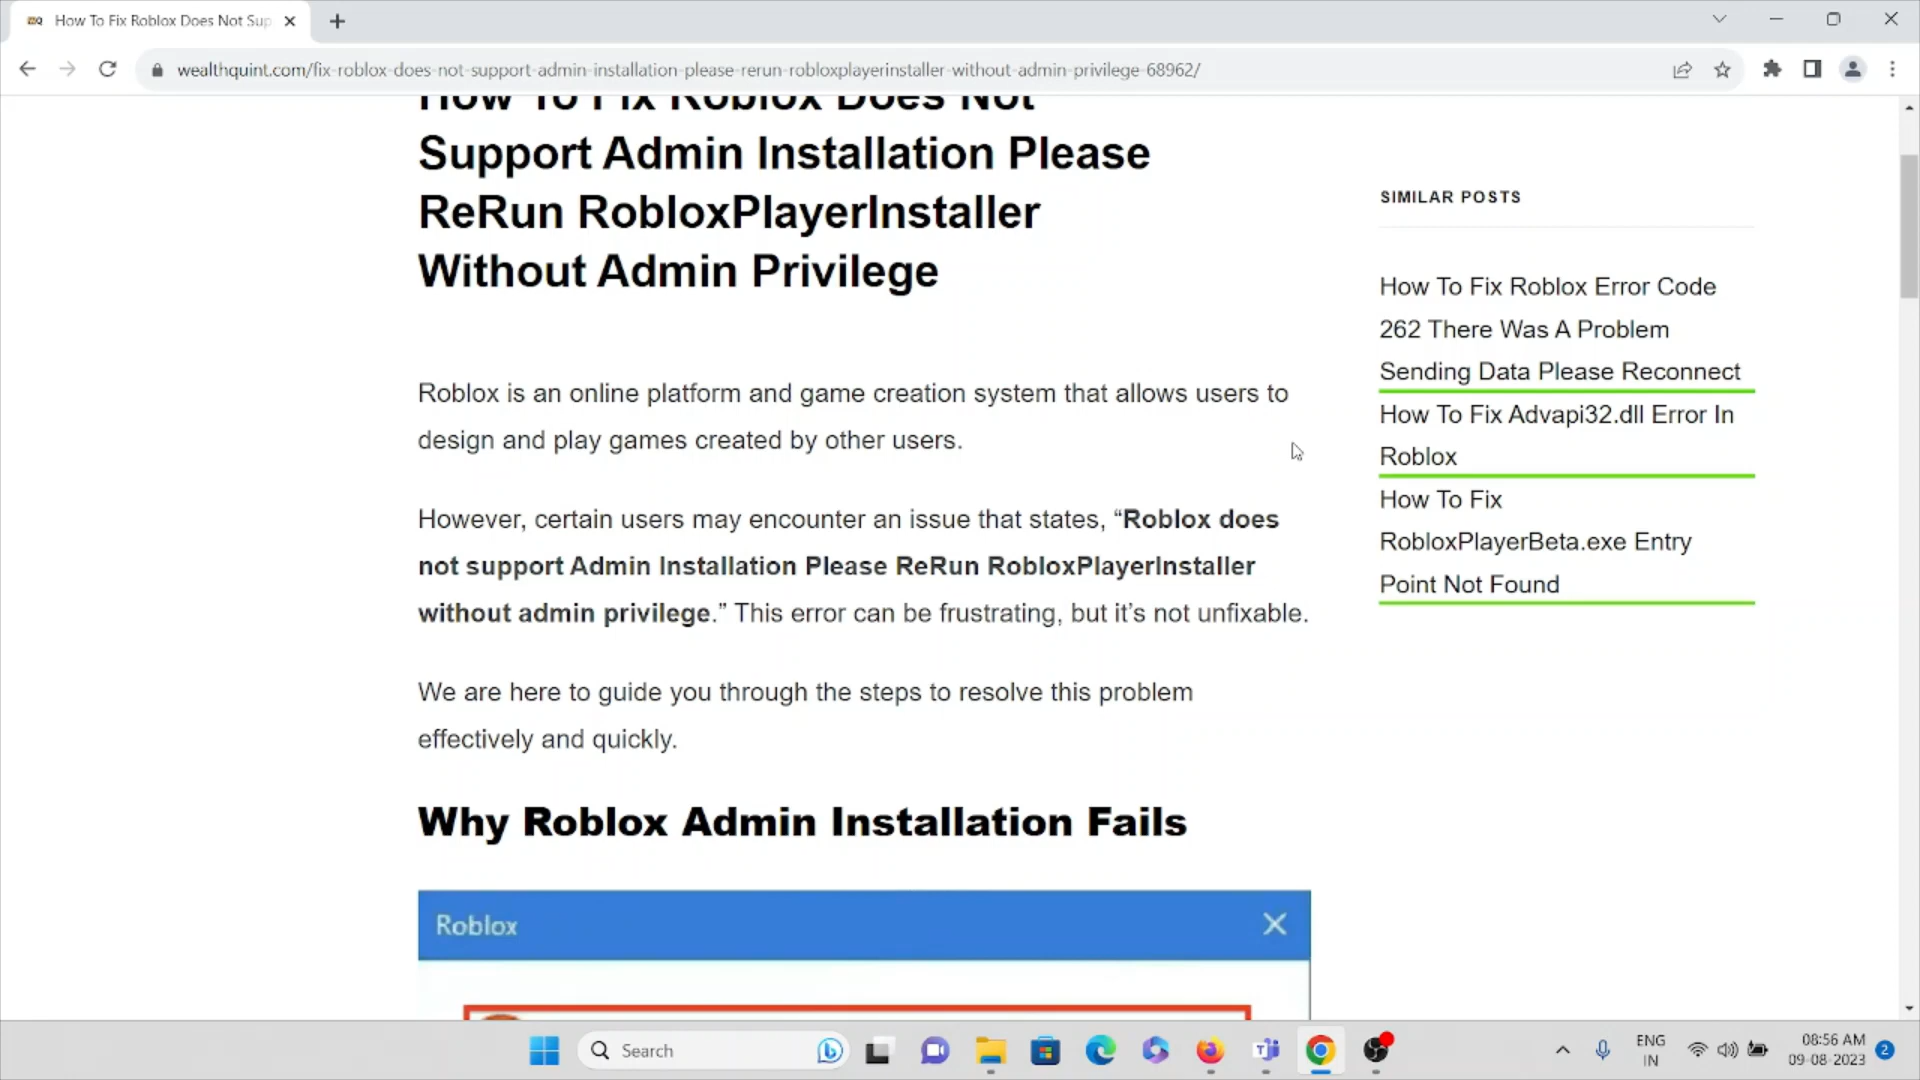 How To Fix Roblox Does Not Sup
wealthquint.com/fix-roblox-does-not-support-admin-installation-please-rerun-robloxplayerinstaller-without-admin-privilege-68962/
How To Fix Roblox Does Not
Support Admin Installation Please
ReRun RobloxPlayerInstaller
Without Admin Privilege
Roblox is an online platform and game creation system that allows users to
design and play games created by other users.
However, certain users may encounter an issue that states, “Roblox does
not support Admin Installation Please ReRun RobloxPlayerInstaller
without admin privilege.” This error can be frustrating, but it’s not unfixable.
We are here to guide you through the steps to resolve this problem
effectively and quickly.
Why Roblox Admin Installation Fails
Roblox
SIMILAR POSTS
How To Fix Roblox Error Code
262 There Was A Problem
Sending Data Please Reconnect
How To Fix Advapi32.dll Error In
Roblox
How To Fix
RobloxPlayerBeta.exe Entry
Point Not Found
Search
ENG
IN
08:56 AM
09-08-2023
2